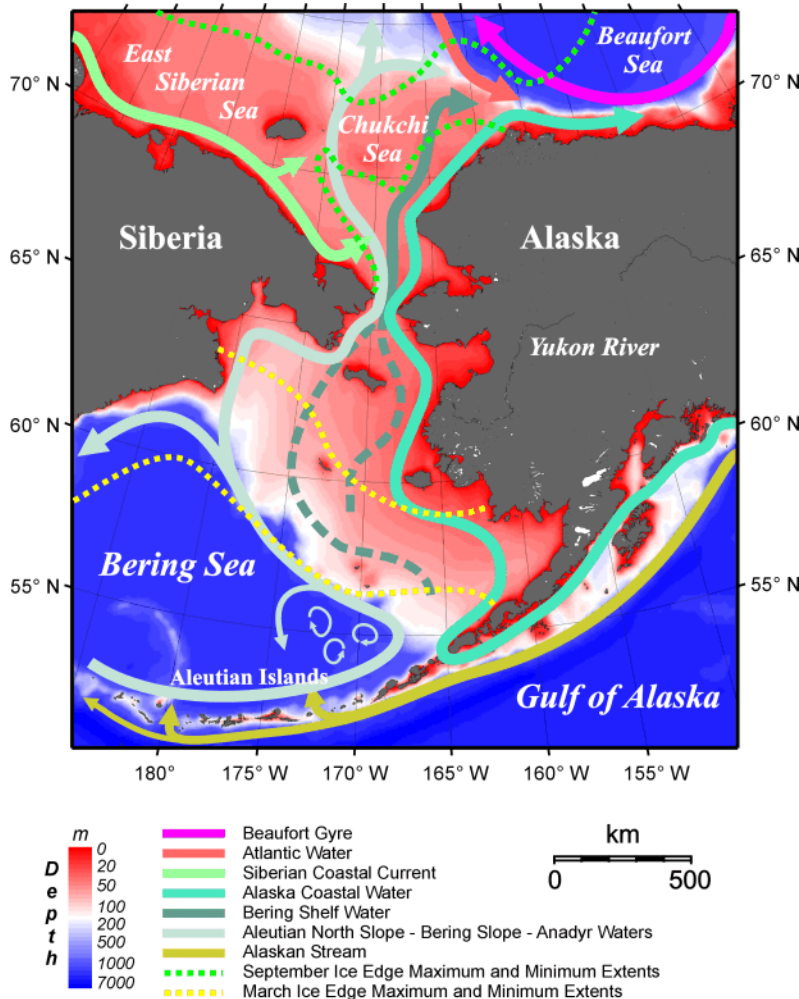 East
Siberian
Sea
Beaufort
Sea
70° N
70° N
Chukchi
Sea
Siberia
Alaska
65° N
65° N
Yukon River
60° N
60° N
Bering Sea
55° N
55° N
Aleutian Islands
Gulf of Alaska
180°
175° W
170° W
165° W
160° W
155° W
m
Depth
0
20
50
100
200
500
1000
7000
Beaufort Gyre
Atlantic Water
Siberian Coastal Current
Alaska Coastal Water
Bering Shelf Water
Aleutian North Slope - Bering Slope - Anadyr Waters
Alaskan Stream
September Ice Edge Maximum and Minimum Extents
March Ice Edge Maximum and Minimum Extents
km
0 500